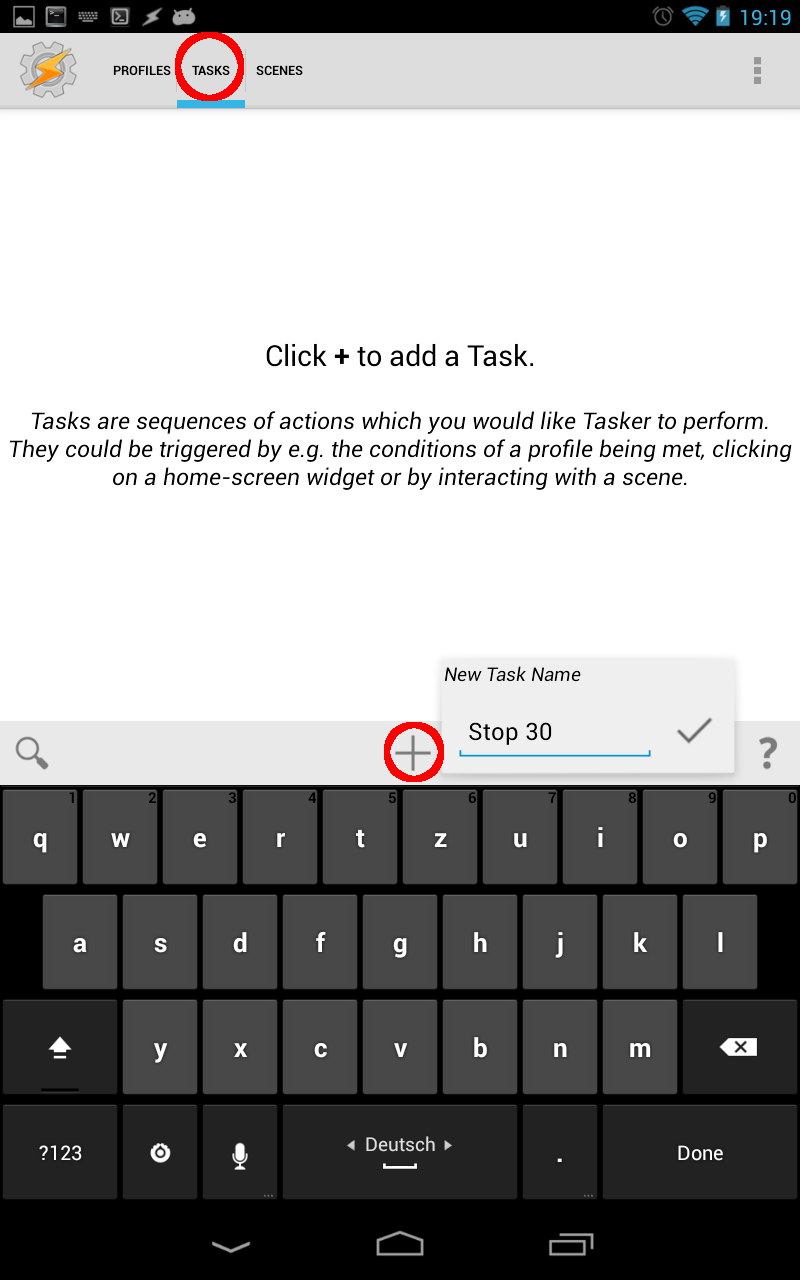 19:19
PROFILES TASKS SCENES
Click + to add a Task.
Tasks are sequences of actions which you would like Tasker to perform.
They could be triggered by e.g. the conditions of a profile being met, clicking
on a home-screen widget or by interacting with a scene.
New Task Name
Stop 30
?
1 2 3 4 5 6 7 8 9 0
q w e r t z u i o p
a s d f g h j k l
y x c v b n m
?123 Deutsch . Done